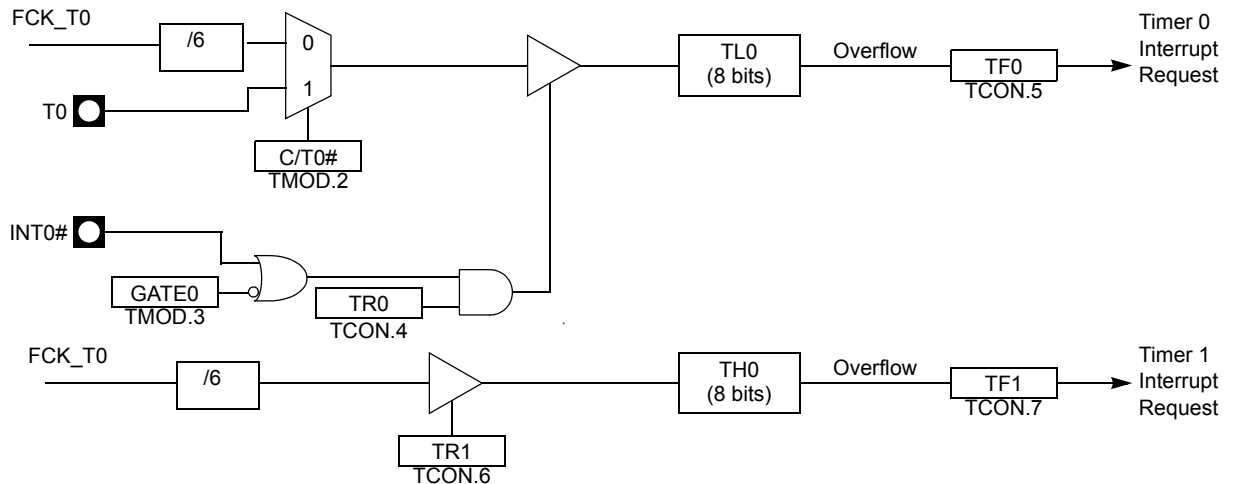 FCK_T0
/6
0
1
T0
C/T0#
TMOD.2
TL0
(8 bits)
Overflow
TF0
TCON.5
Timer 0
Interrupt
Request
INT0#
GATE0
TMOD.3
TR0
TCON.4
FCK_T0
/6
TR1
TCON.6
TH0
(8 bits)
Overflow
TF1
TCON.7
Timer 1
Interrupt
Request